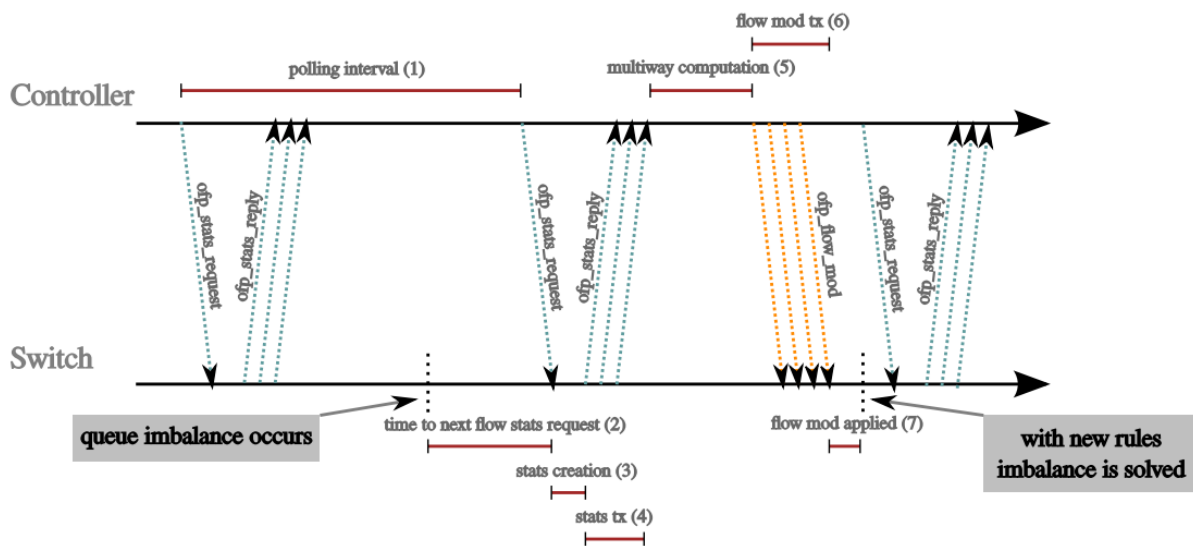 flow mod tx (6)
polling interval (1)
multiway computation (5)
Controller
ofp_stats_request
ofp_stats_reply
ofp_stats_request
ofp_stats_reply
ofp_flow_mod
ofp_stats_request
ofp_stats_reply
Switch
queue imbalance occurs
time to next flow stats request (2)
flow mod applied (7)
with new rules
imbalance is solved
stats creation (3)
stats tx (4)